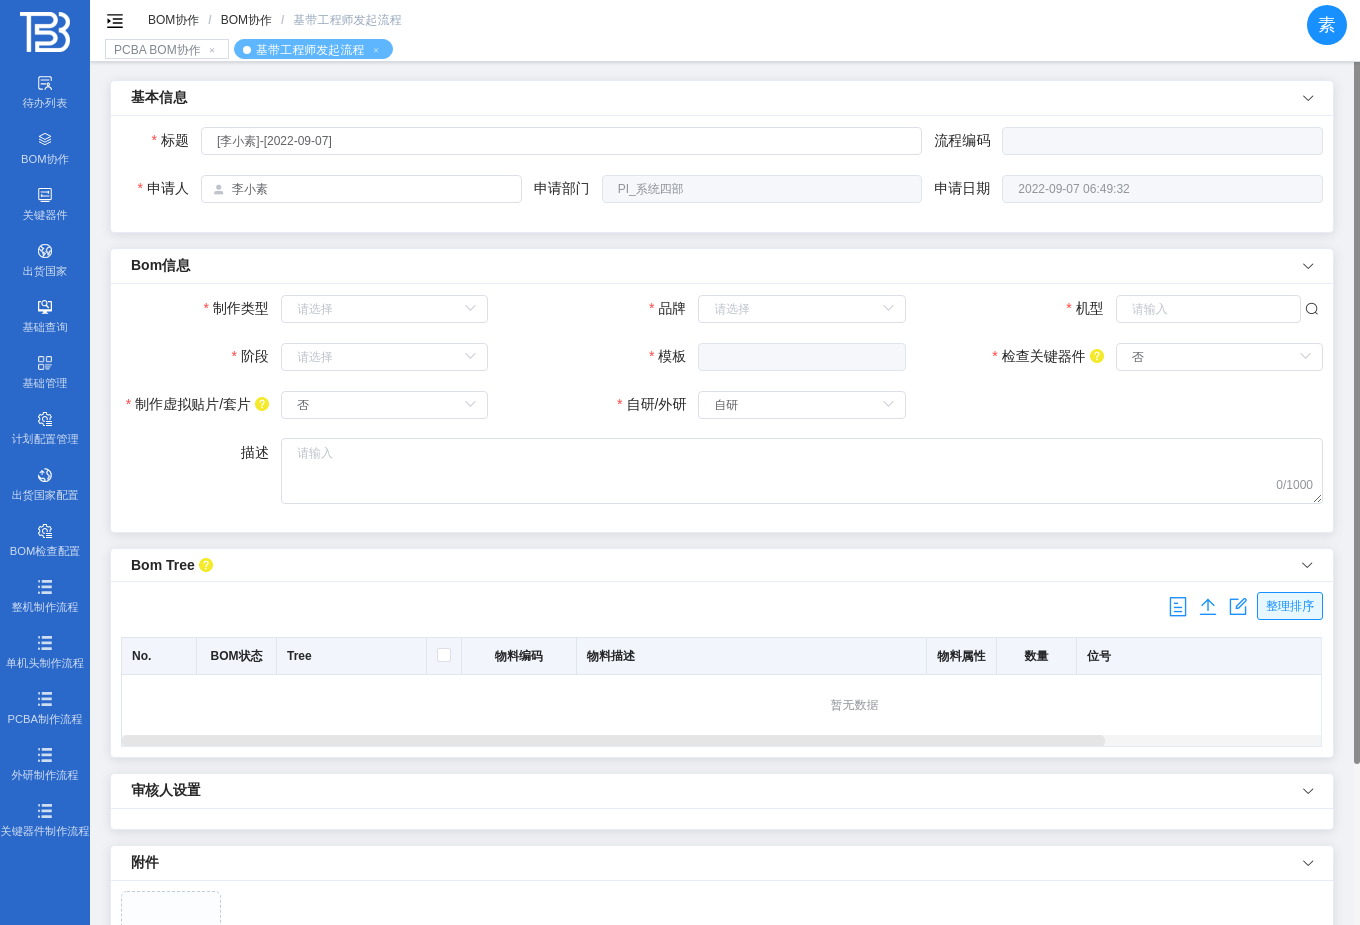 BOM协作 / BOM协作 / 基带工程师发起流程
素
PCBA BOM协作 ×
基带工程师发起流程 ×
待办列表
BOM协作
关键器件
出货国家
基础查询
基础管理
计划配置管理
出货国家配置
BOM检查配置
整机制作流程
单机头制作流程
PCBA制作流程
外研制作流程
关键器件制作流程
基本信息
* 标题 [李小素]-[2022-09-07] 流程编码
* 申请人 李小素 申请部门 PI_系统四部 申请日期 2022-09-07 06:49:32
Bom信息
* 制作类型 请选择 * 品牌 请选择 * 机型 请输入
* 阶段 请选择 * 模板 * 检查关键器件 ? 否
* 制作虚拟贴片/套片 ? 否 * 自研/外研 自研
描述 请输入
0/1000
Bom Tree ?
整理排序
No. BOM状态 Tree 物料编码 物料描述 物料属性 数量 位号
暂无数据
审核人设置
附件